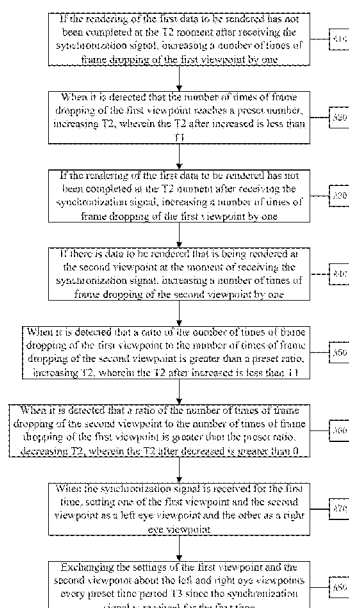 If the rendering of the first data to be rendered has not
been completed at the T2 moment after receiving the
synchronization signal, increasing a number of times of
frame dropping of the first viewpoint by one
A10
When it is detected that the number of times of frame
dropping of the first viewpoint reaches a preset number,
increasing T2, wherein the T2 after increased is less than
T1
A20
If the rendering of the first data to be rendered has
not been completed at the T2 moment after receiving the
synchronization signal, increasing a number of times of
frame dropping of the first viewpoint by one
A30
If there is data to be rendered that is being rendered at
the second viewpoint at the moment of receiving the
synchronization signal, increasing a number of times of
frame dropping of the second viewpoint by one
A40
When it is detected that a ratio of the number of times of frame
dropping of the first viewpoint to the number of times of
frame dropping of the second viewpoint is greater than a preset ratio,
increasing T2, wherein the T2 after increased is less than T1
A50
When it is detected that a ratio of the number of times of frame
dropping of the second viewpoint to the number of times of frame
dropping of the first viewpoint is greater than the preset ratio,
decreasing T2, wherein the T2 after decreased is greater than 0
A60
When the synchronization signal is received for the first
time, setting one of the first viewpoint and the second
viewpoint as a left eye viewpoint and the other as a right
eye viewpoint
A70
Exchanging the settings of the first viewpoint and the
second viewpoint about the left and right eye viewpoints
every preset time period T3 since the synchronization
signal is received for the first time
A80